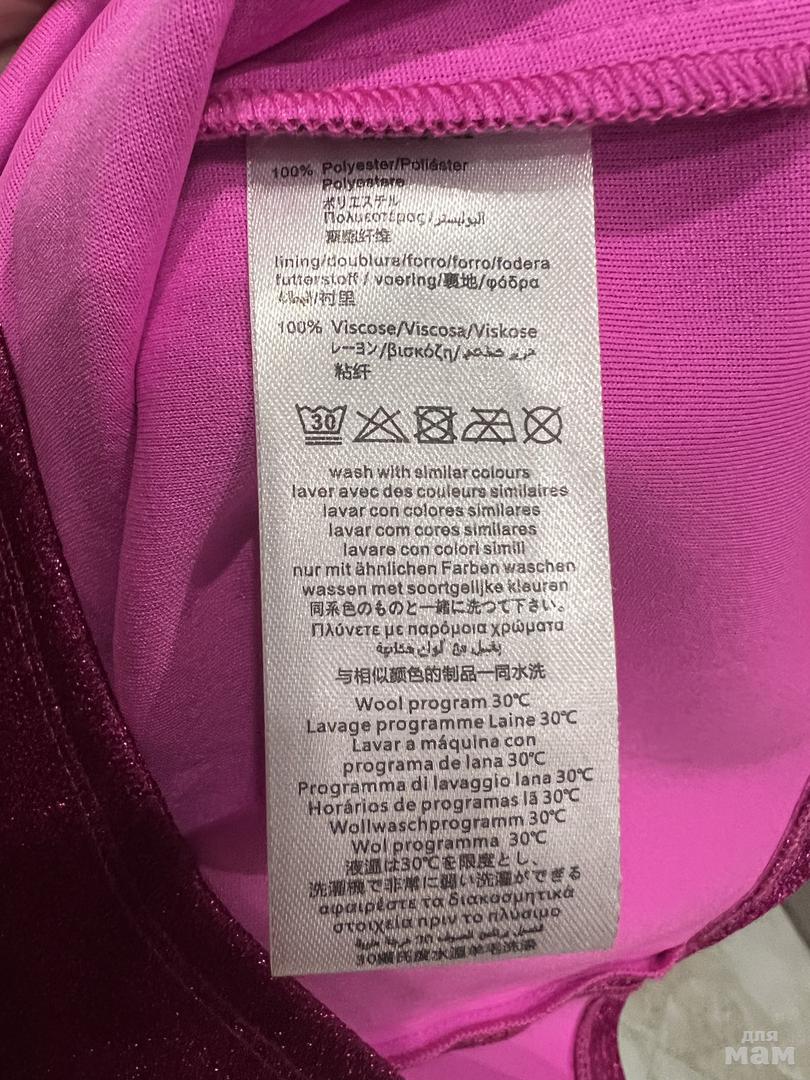 100% Polyester/Poliéster
Polyestere
ポリエステル
Πολυεστέρας/البوليستر
聚酯纤维
lining/doublure/forro/forro/fodera
futterstoff / voering/裏地/φόδρα
/衬里
100% Viscose/Viscosa/Viskose
レーヨン/βισκόζη/
粘纤
30
wash with similar colours
laver avec des couleurs similaires
lavar con colores similares
lavar com cores similares
lavare con colori simili
nur mit ähnlichen Farben waschen
wassen met soortgelijke kleuren
同系色のものと一緒に洗つて下さい。
Πλύνετε με παρόμοια χρώματα
与相似颜色的制品一同水洗
Wool program 30℃
Lavage programme Laine 30℃
Lavar a máquina con
programa de lana 30℃
Programma di lavaggio lana 30℃
Horários de programas lã 30℃
Wollwaschprogramm 30℃
Wol programma 30℃
液温は30℃を限度とし、
洗濯機で非常に弱い洗濯ができる
αφαιρέστε τα διακοσμητικά
στοιχεία πριν το πλύσιμο
для
мам